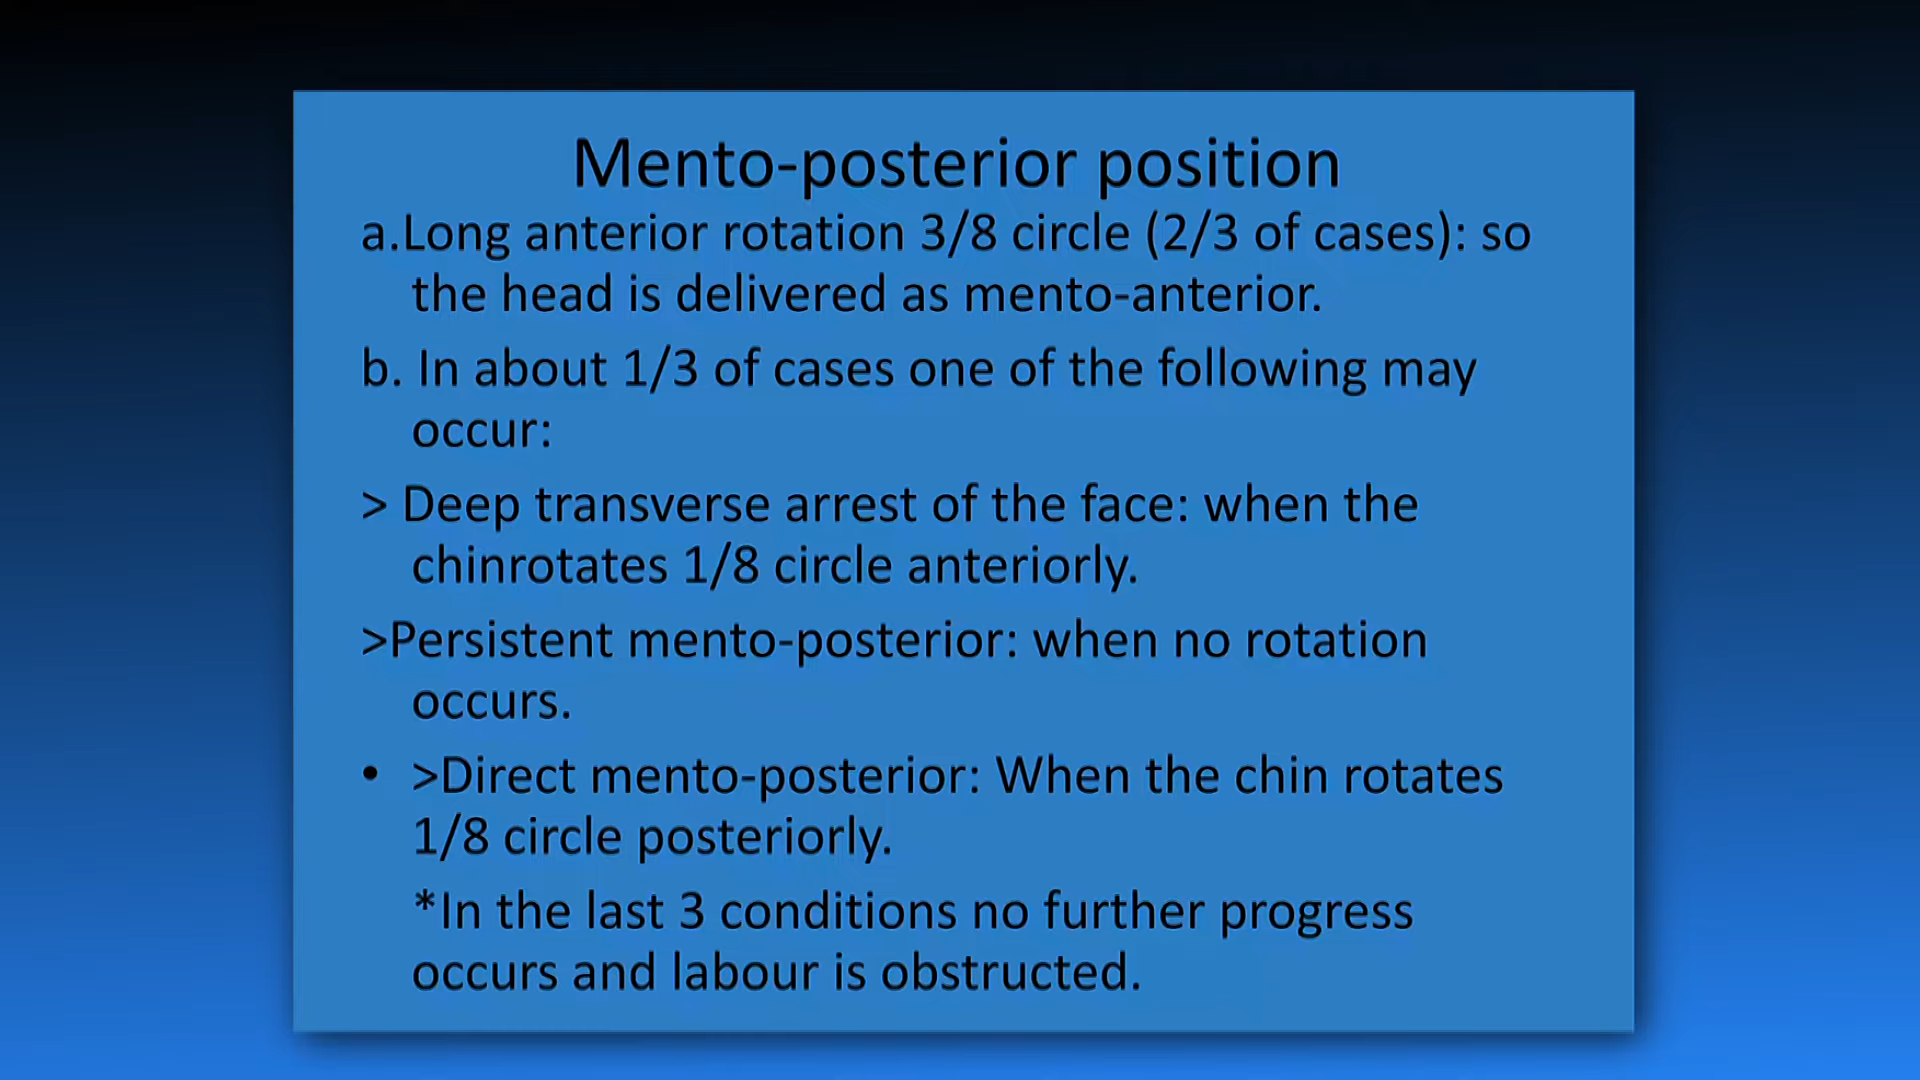 Mento-posterior position
a.Long anterior rotation 3/8 circle (2/3 of cases): so
the head is delivered as mento-anterior.
b. In about 1/3 of cases one of the following may
occur:
> Deep transverse arrest of the face: when the
chinrotates 1/8 circle anteriorly.
>Persistent mento-posterior: when no rotation
occurs.
• >Direct mento-posterior: When the chin rotates
1/8 circle posteriorly.
*In the last 3 conditions no further progress
occurs and labour is obstructed.